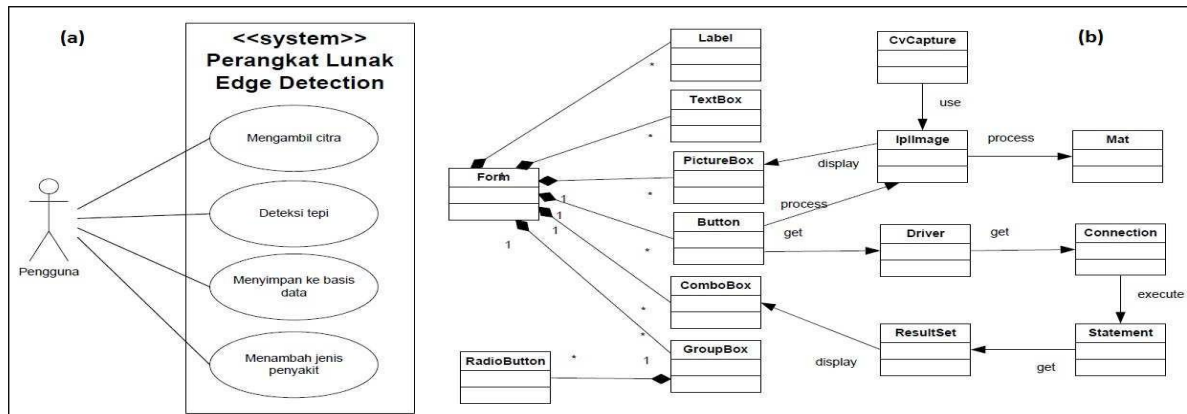 (a)
<<system>>
Perangkat Lunak
Edge Detection
Mengambil citra
Deteksi tepi
Menyimpan ke basis
data
Menambah jenis
penyakit
Pengguna
(b)
Label
*
TextBox
*
PictureBox
*
Form
1
1
1
1
Button
*
ComboBox
*
*
GroupBox
1
*
RadioButton
CvCapture
use
IplImage
process
Mat
display
process
get
Driver
get
Connection
execute
Statement
get
ResultSet
display